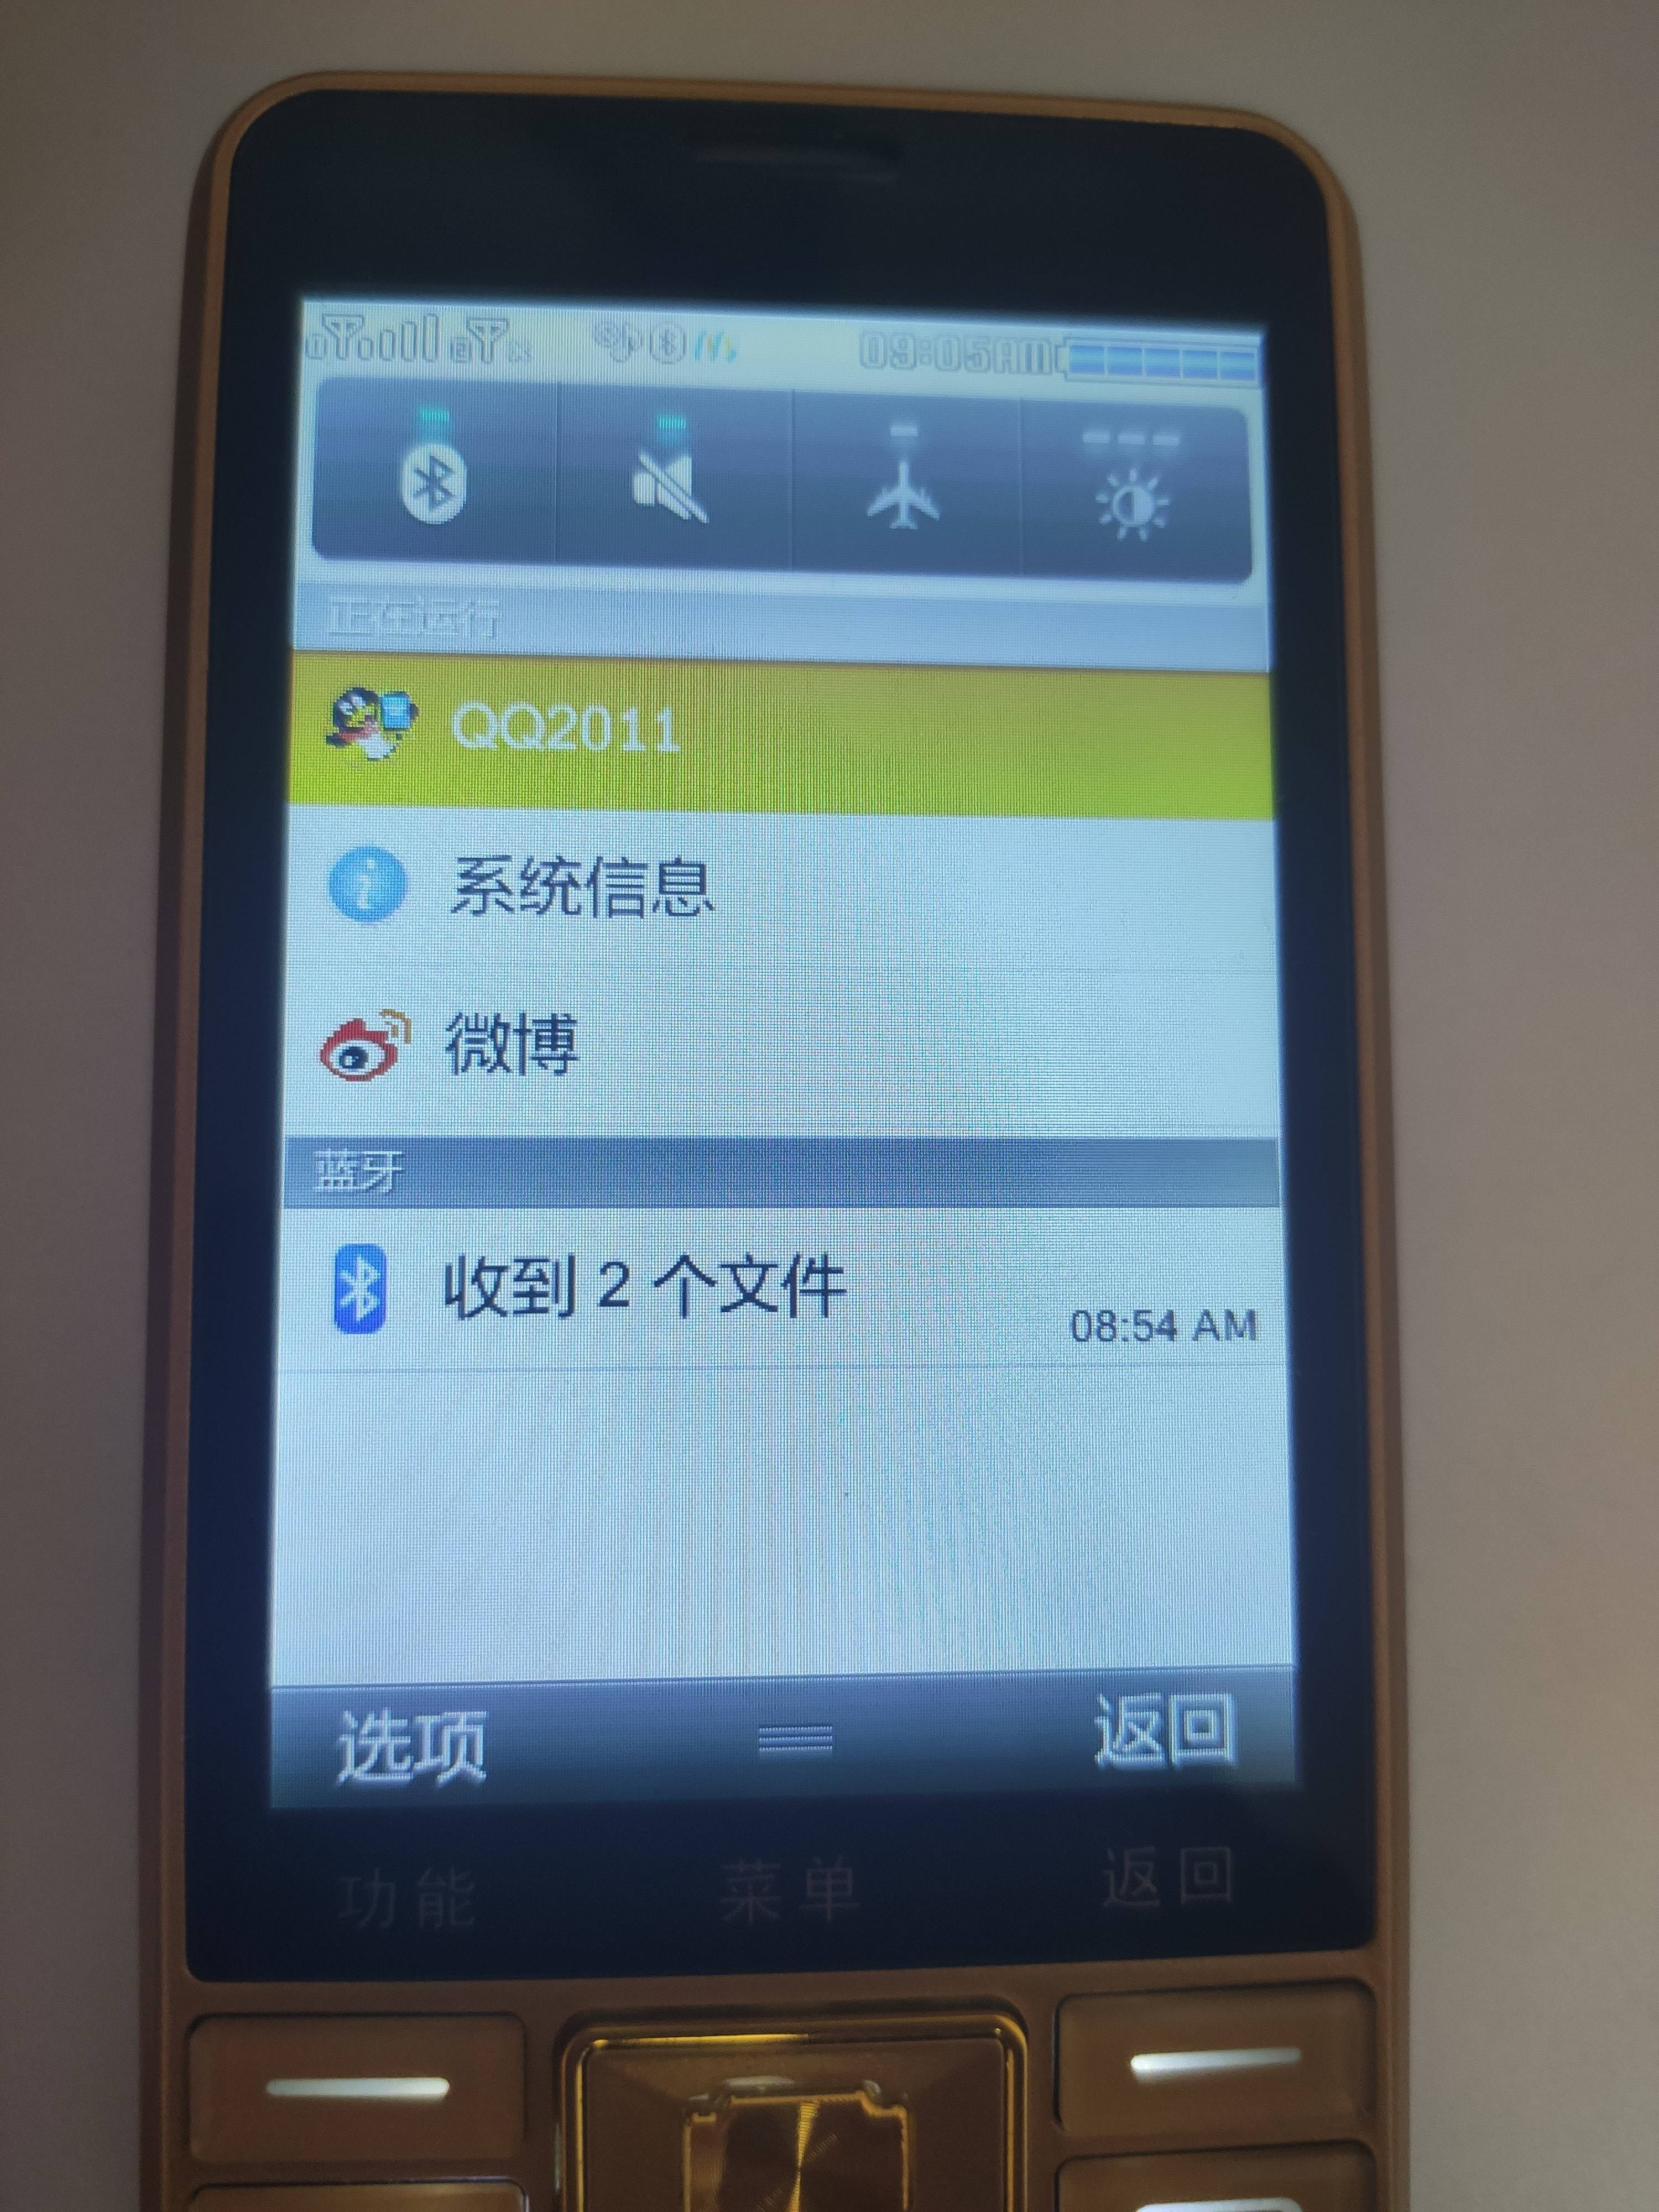 09:05AM
正在运行
QQ2011
系统信息
微博
蓝牙
收到 2 个文件
08:54 AM
选项 返回
功能 菜单 返回